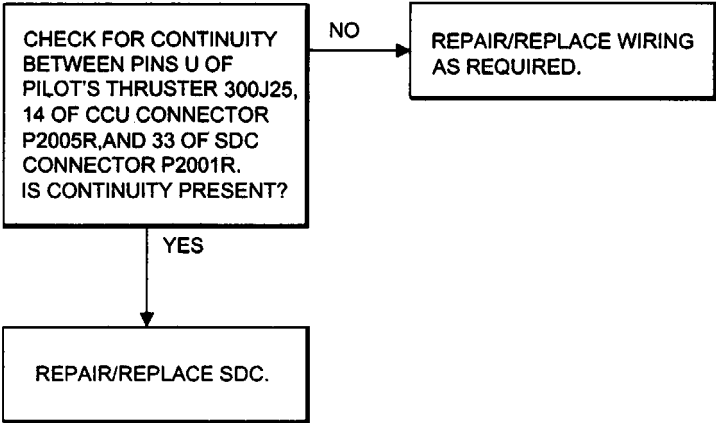 CHECK FOR CONTINUITY
BETWEEN PINS U OF
PILOT'S THRUSTER 300J25,
14 OF CCU CONNECTOR
P2005R,AND 33 OF SDC
CONNECTOR P2001R.
IS CONTINUITY PRESENT?
NO
REPAIR/REPLACE WIRING
AS REQUIRED.
YES
REPAIR/REPLACE SDC.